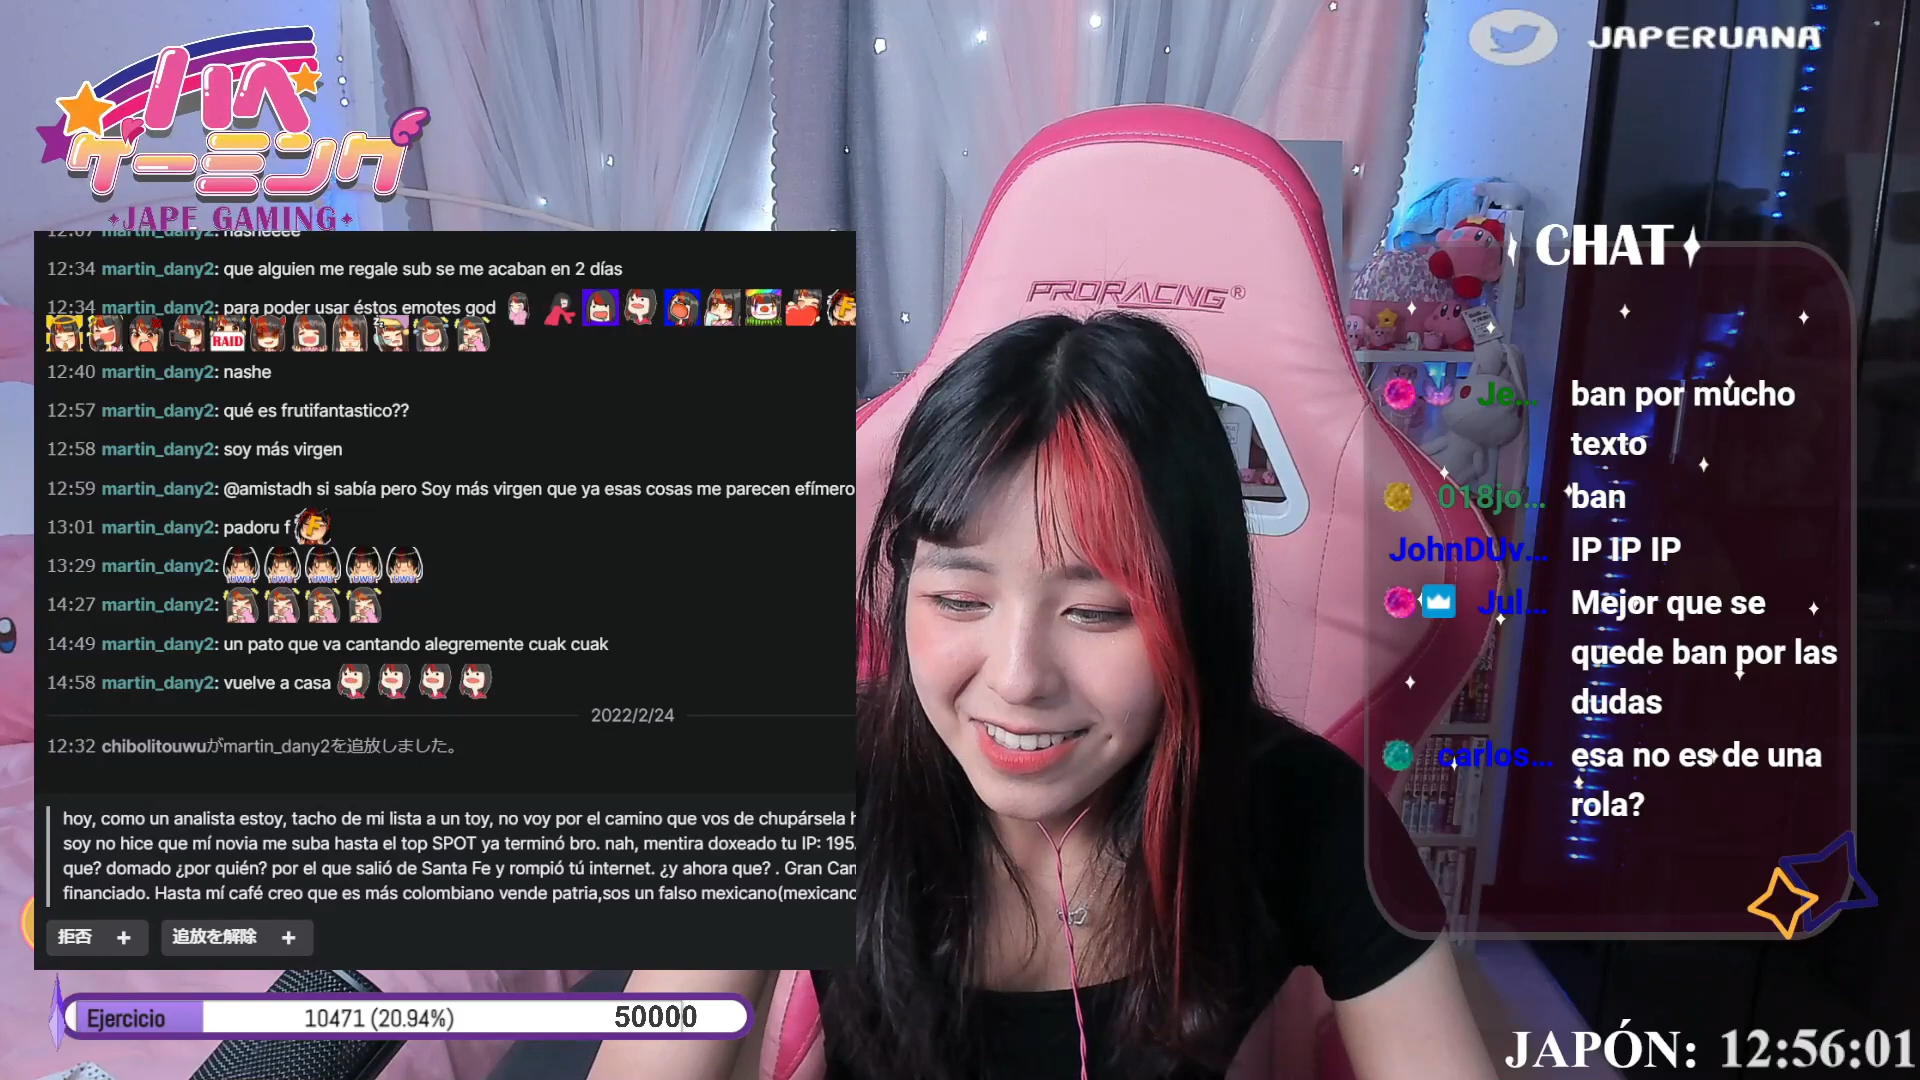 JAPERUANA
ハペ
ゲーミング
JAPE GAMING
12:07 martin_dany2: nasheeee
12:34 martin_dany2: que alguien me regale sub se me acaban en 2 días
12:34 martin_dany2: para poder usar éstos emotes god
RAID
12:40 martin_dany2: nashe
12:57 martin_dany2: qué es frutifantastico??
12:58 martin_dany2: soy más virgen
12:59 martin_dany2: @amistadh si sabía pero Soy más virgen que ya esas cosas me parecen efímero
13:01 martin_dany2: padoru f
13:29 martin_dany2:
14:27 martin_dany2:
14:49 martin_dany2: un pato que va cantando alegremente cuak cuak
14:58 martin_dany2: vuelve a casa
2022/2/24
12:32 chibolitouwuがmartin_dany2を追放しました。
hoy, como un analista estoy, tacho de mi lista a un toy, no voy por el camino que vos de chupársela h
soy no hice que mí novia me suba hasta el top SPOT ya terminó bro. nah, mentira doxeado tu IP: 195.
que? domado ¿por quién? por el que salió de Santa Fe y rompió tú internet. ¿y ahora que? . Gran Cam
financiado. Hasta mí café creo que es más colombiano vende patria,sos un falso mexicano(mexicano
拒否 +
追放を解除 +
Ejercicio 10471 (20.94%) 50000
PRORACNG®
CHAT
Je... ban por mucho
texto
018jo... ban
JohnDUv... IP IP IP
Jul... Mejor que se
quede ban por las
dudas
carlos... esa no es de una
rola?
JAPÓN: 12:56:01